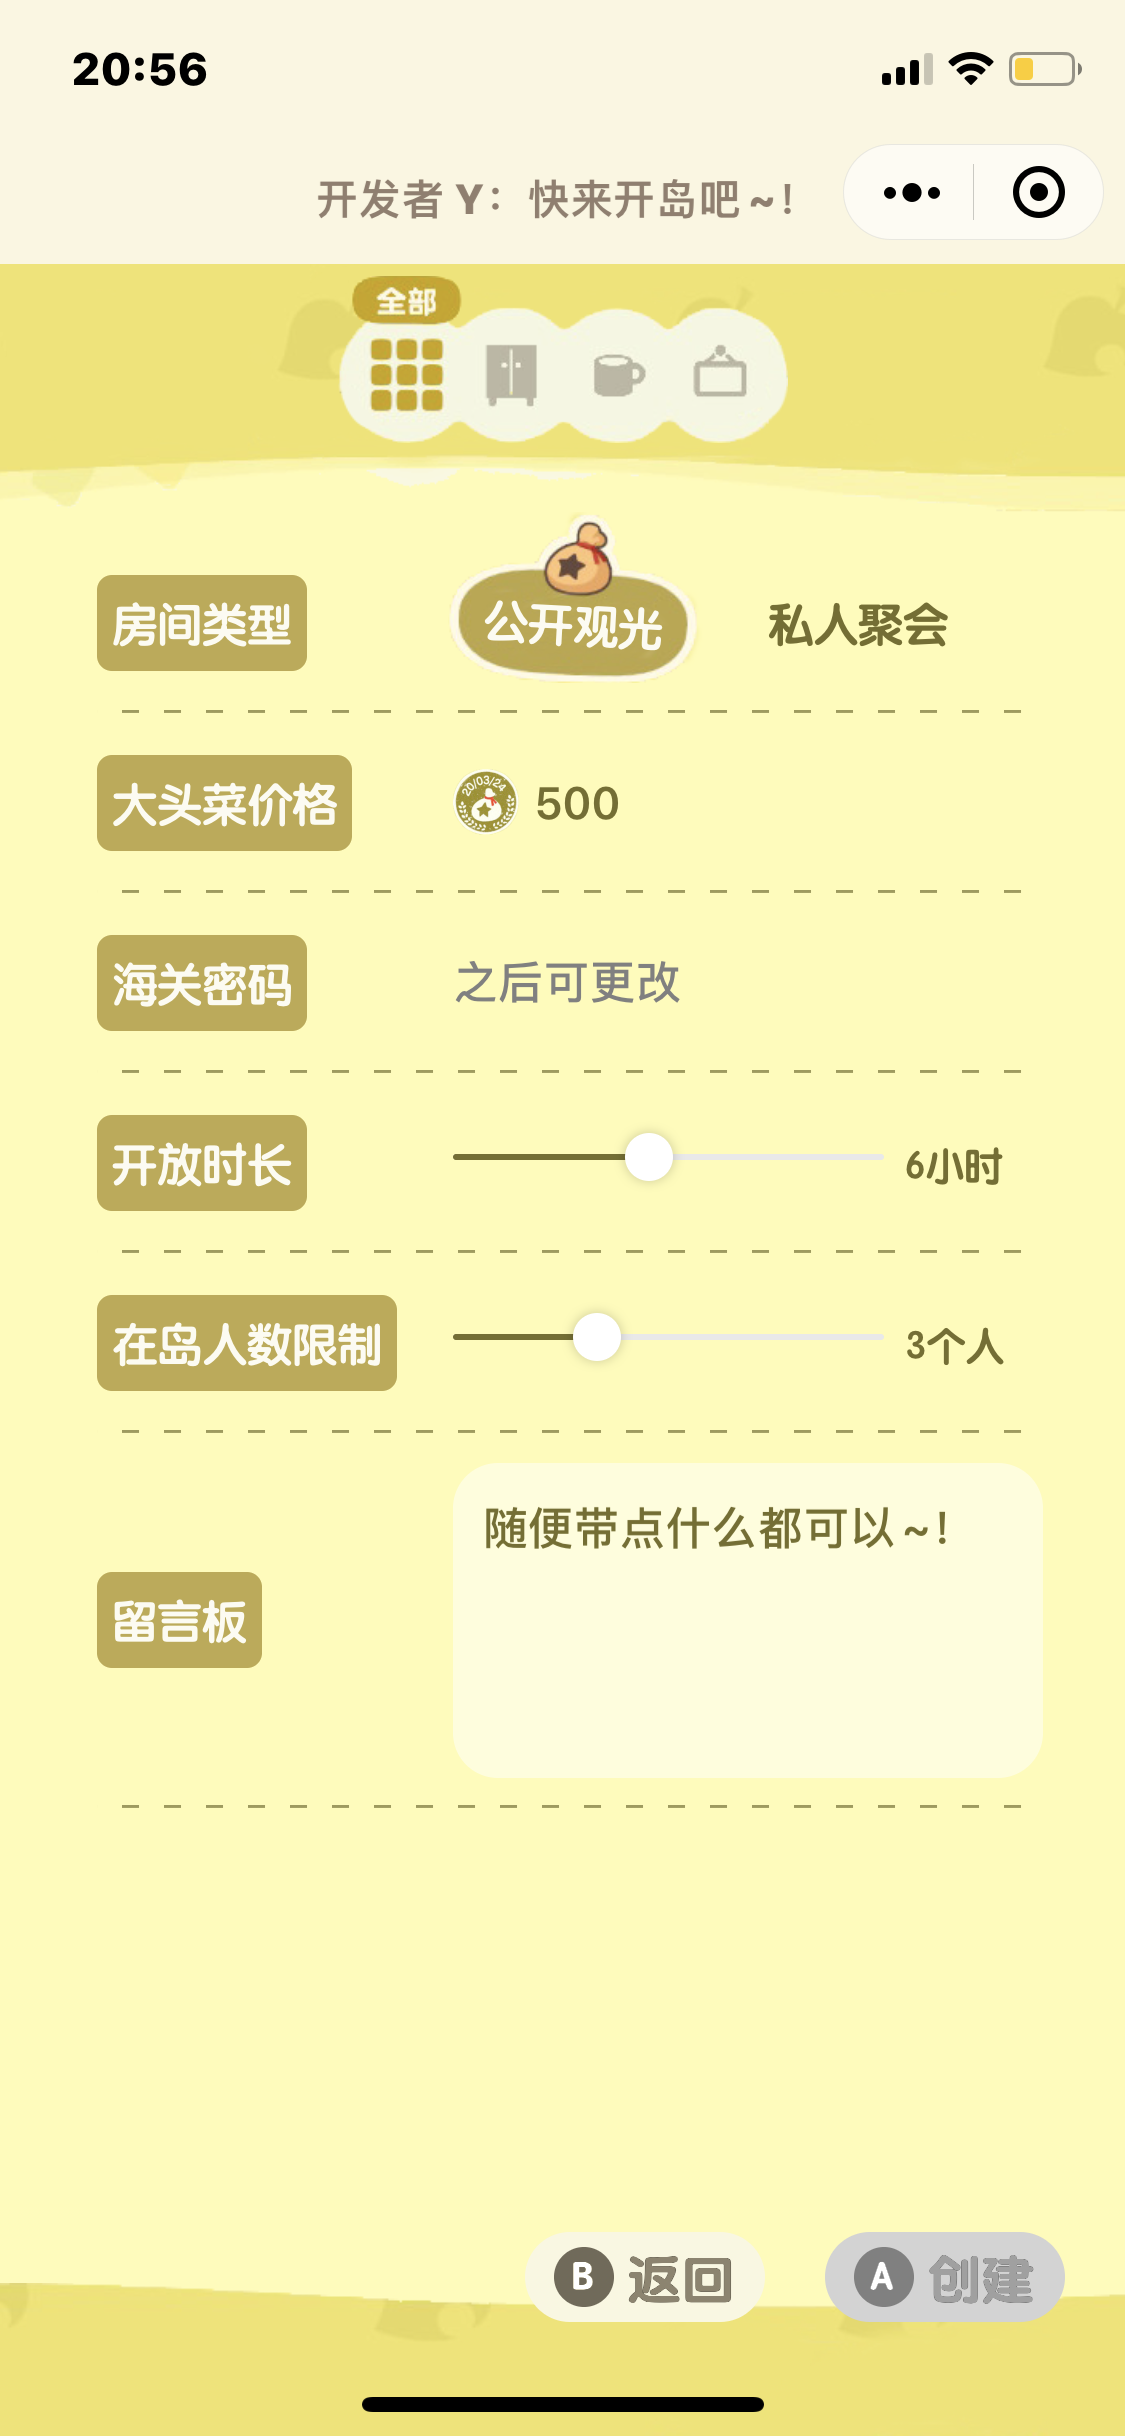 20:56
开发者 Y：快来开岛吧 ~！
全部
房间类型
公开观光
私人聚会
大头菜价格
20/03/24
500
海关密码
之后可更改
开放时长
6小时
在岛人数限制
3个人
留言板
随便带点什么都可以 ~！
B 返回
A 创建